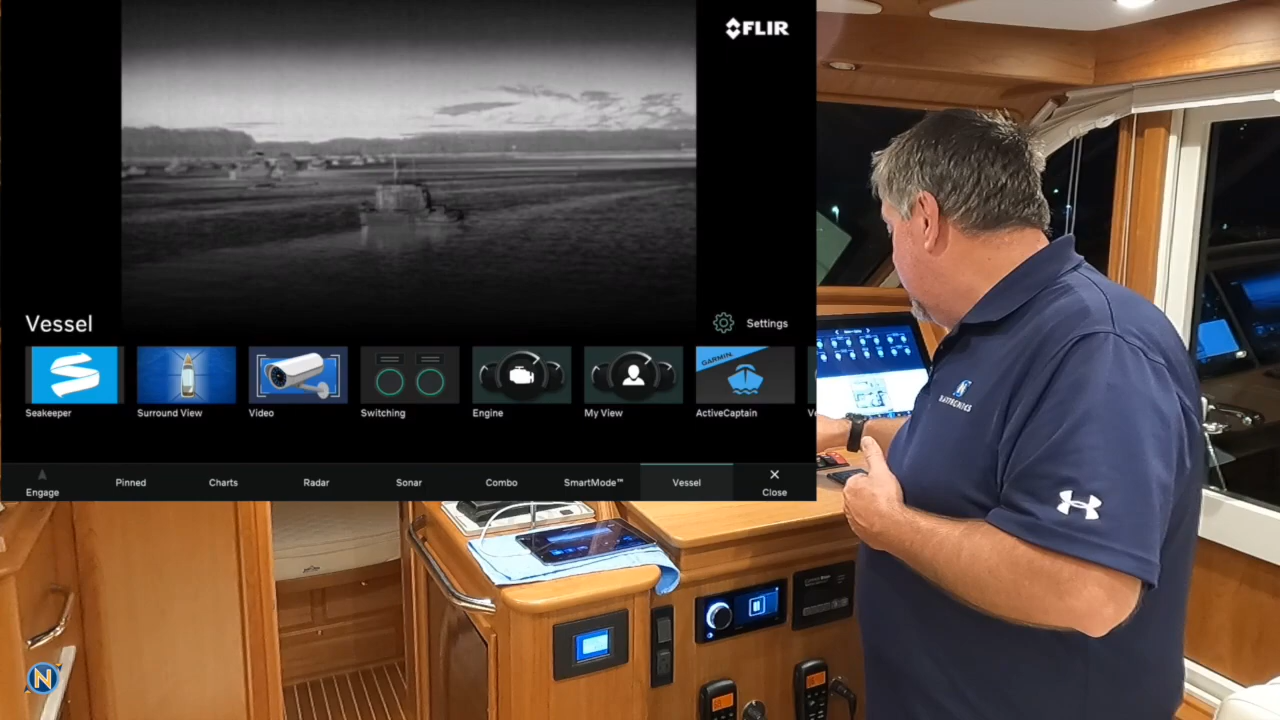 FLIR
Vessel
Settings
GARMIN
Seakeeper
Surround View
Video
Switching
Engine
My View
ActiveCaptain
Engage
Pinned
Charts
Radar
Sonar
Combo
SmartMode™
Vessel
Close
NAVTRONICS
N